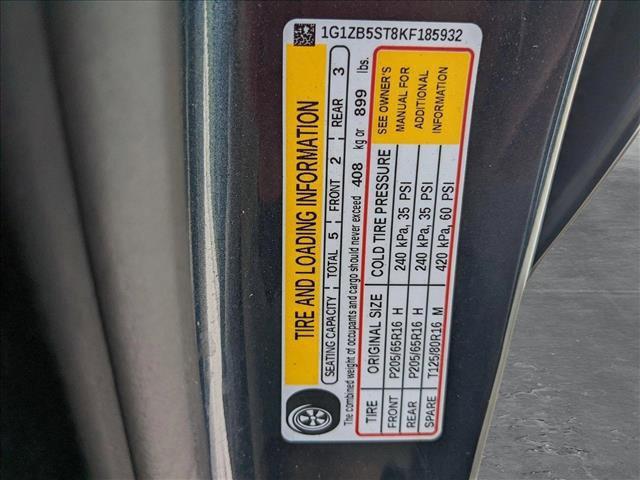 1G1ZB5ST8KF185932
TIRE AND LOADING INFORMATION
SEATING CAPACITY TOTAL 5 FRONT 2 REAR 3
The combined weight of occupants and cargo should never exceed 408 kg or 899 lbs.
TIRE ORIGINAL SIZE COLD TIRE PRESSURE
FRONT P205/65R16 H 240 kPa, 35 PSI
REAR P205/65R16 H 240 kPa, 35 PSI
SPARE T125/80R16 M 420 kPa, 60 PSI
SEE OWNER'S
MANUAL FOR
ADDITIONAL
INFORMATION